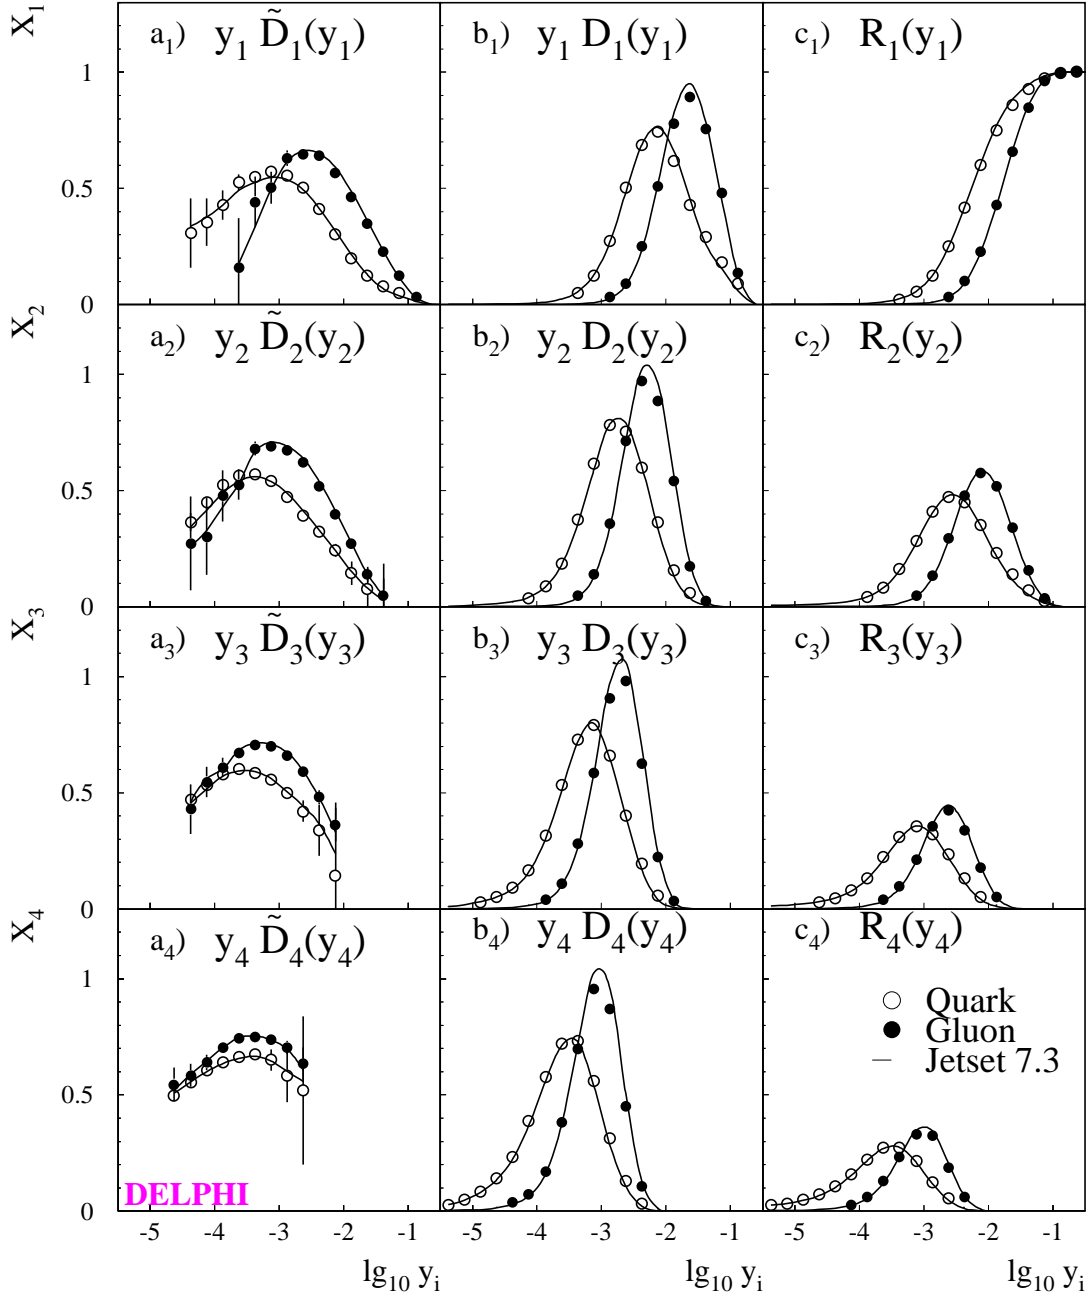 X₁
a₁) y₁ D̃₁(y₁)
b₁) y₁ D₁(y₁)
c₁) R₁(y₁)
1
0.5
0
X₂
a₂) y₂ D̃₂(y₂)
b₂) y₂ D₂(y₂)
c₂) R₂(y₂)
1
0.5
0
X₃
a₃) y₃ D̃₃(y₃)
b₃) y₃ D₃(y₃)
c₃) R₃(y₃)
1
0.5
0
X₄
a₄) y₄ D̃₄(y₄)
b₄) y₄ D₄(y₄)
c₄) R₄(y₄)
1
0.5
0
Quark
Gluon
Jetset 7.3
DELPHI
-5 -4 -3 -2 -1
-5 -4 -3 -2 -1
-5 -4 -3 -2 -1
lg₁₀ yᵢ
lg₁₀ yᵢ
lg₁₀ yᵢ